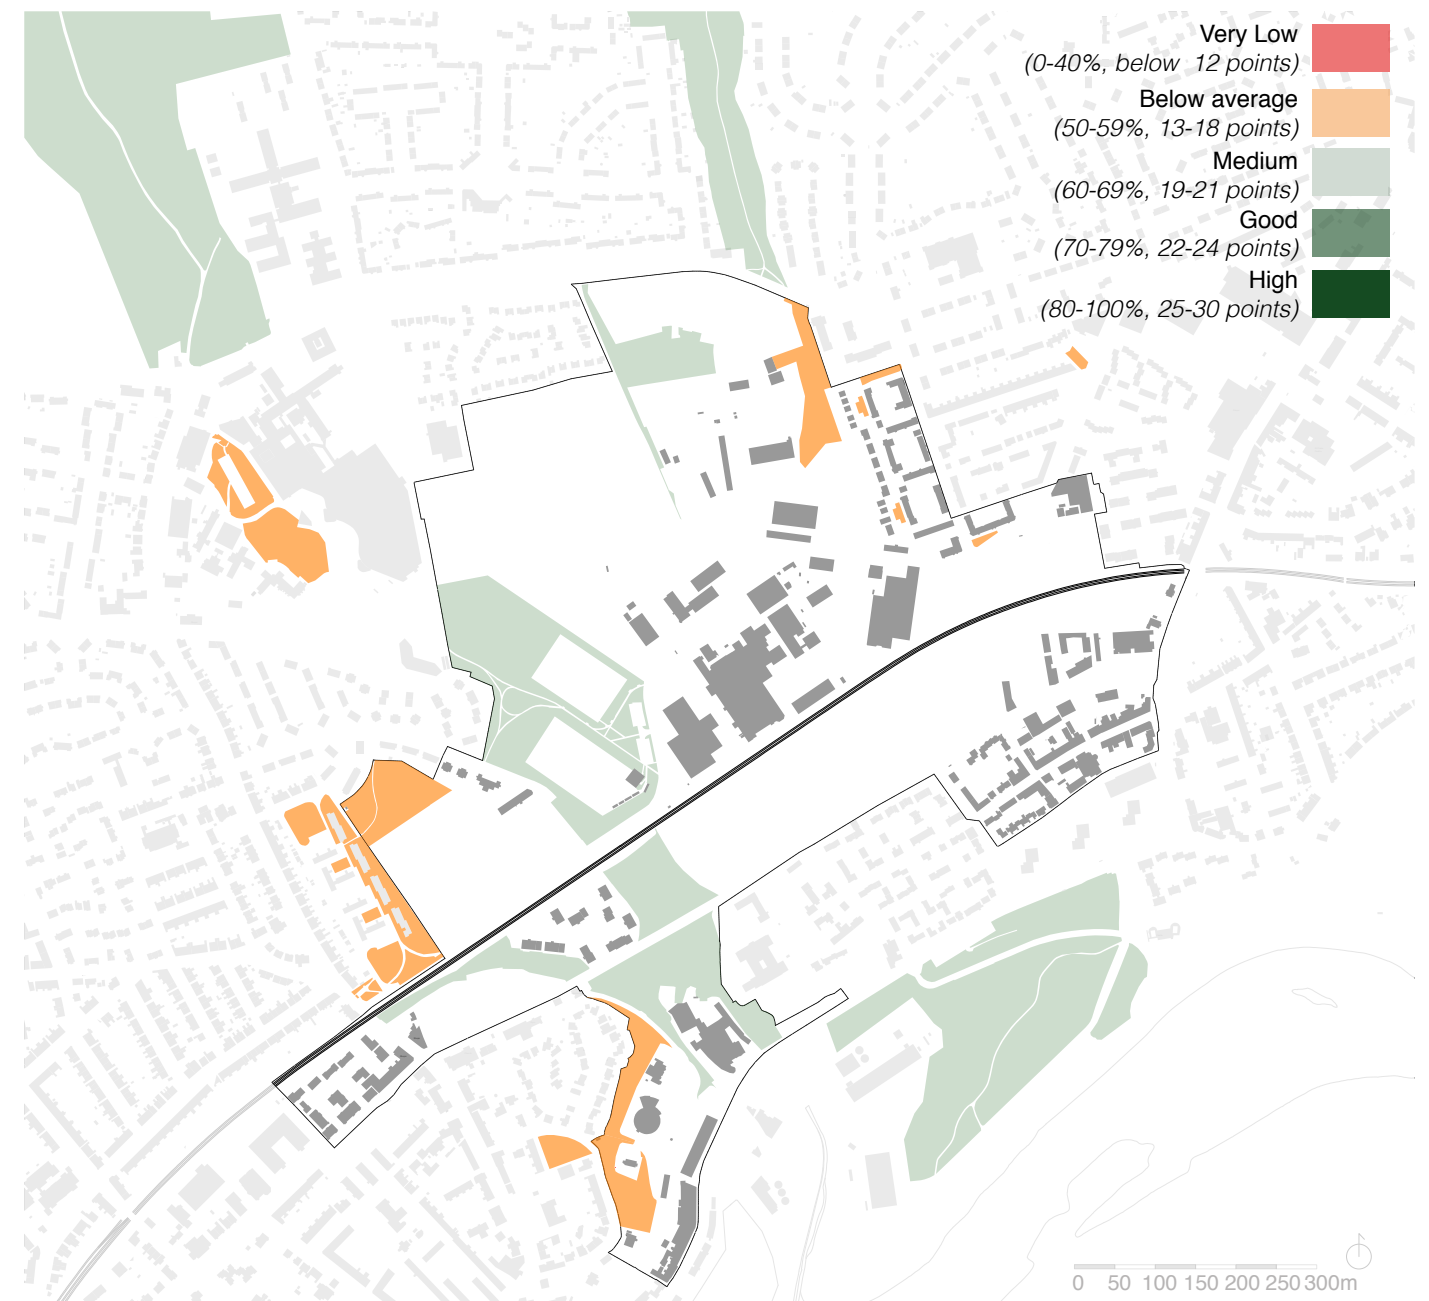 Very Low
(0-40%, below 12 points)
Below average
(50-59%, 13-18 points)
Medium
(60-69%, 19-21 points)
Good
(70-79%, 22-24 points)
High
(80-100%, 25-30 points)
0 50 100 150 200 250 300m